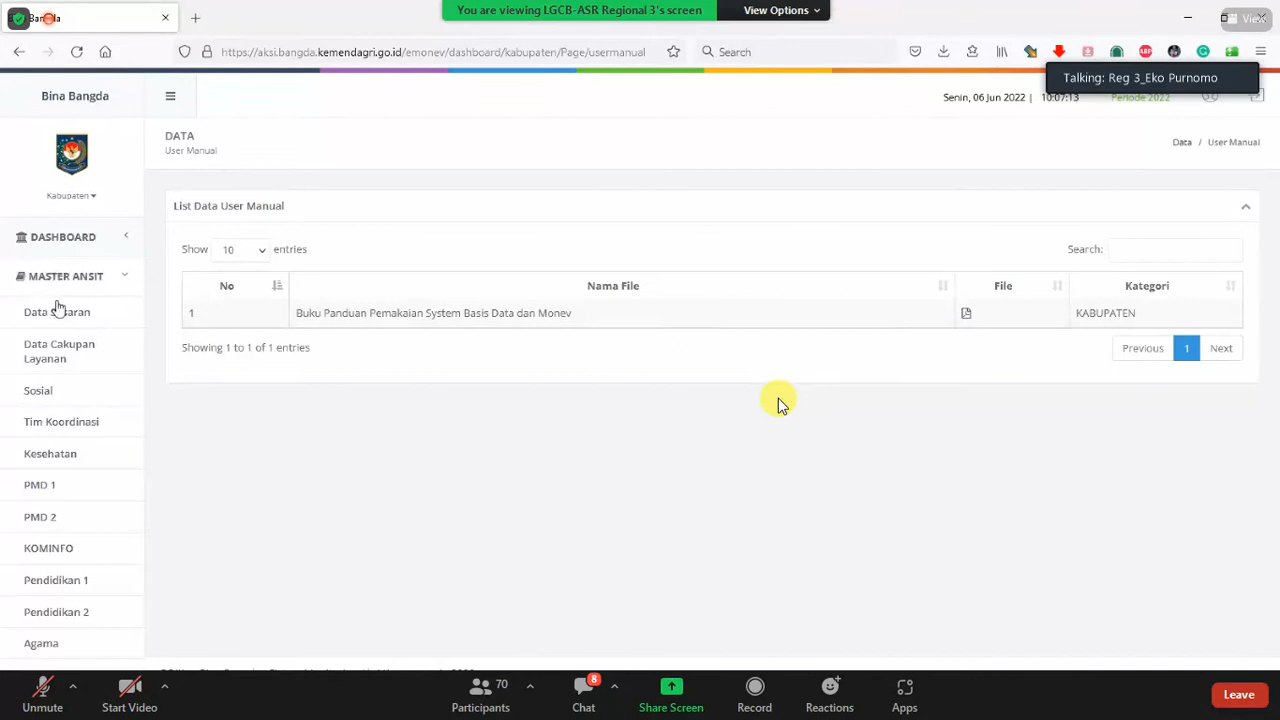 Bangda
You are viewing LGCB-ASR Regional 3's screen
View Options
View
https://aksi.bangda.kemendagri.go.id/emonev/dashboard/kabupaten/Page/usermanual
Search
ABP
Talking: Reg 3_Eko Purnomo
Bina Bangda
Senin, 06 Jun 2022 | 10:07:13
Periode 2022
DATA
User Manual
Data / User Manual
Kabupaten
List Data User Manual
DASHBOARD
Show 10 entries
Search:
MASTER ANSIT
No
Nama File
File
Kategori
Data Sasaran
1
Buku Panduan Pemakaian System Basis Data dan Monev
KABUPATEN
Data Cakupan
Layanan
Showing 1 to 1 of 1 entries
Previous
1
Next
Sosial
Tim Koordinasi
Kesehatan
PMD 1
PMD 2
KOMINFO
Pendidikan 1
Pendidikan 2
Agama
70
8
Unmute
Start Video
Participants
Chat
Share Screen
Record
Reactions
Apps
Leave